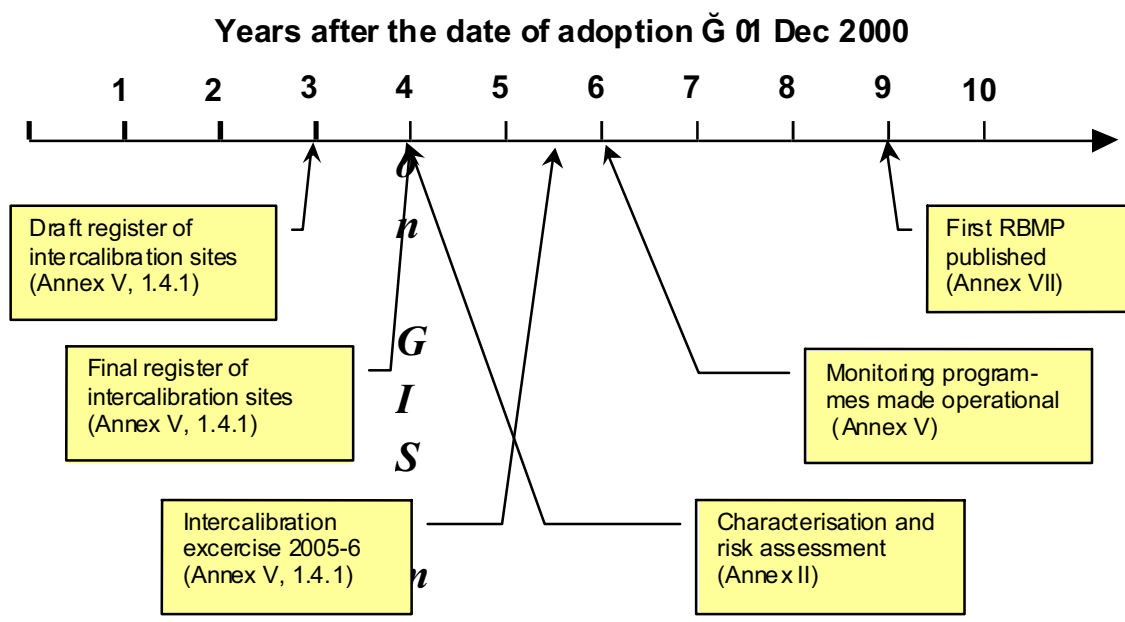 Years after the date of adoption Ğ 01 Dec 2000
1 2 3 4 5 6 7 8 9 10
Draft register of
intercalibration sites
(Annex V, 1.4.1)
First RBMP
published
(Annex VII)
Final register of
intercalibration sites
(Annex V, 1.4.1)
Monitoring program-
mes made operational
(Annex V)
Intercalibration
excercise 2005-6
(Annex V, 1.4.1)
Characterisation and
risk assessment
(Annex II)
n
G
I
S